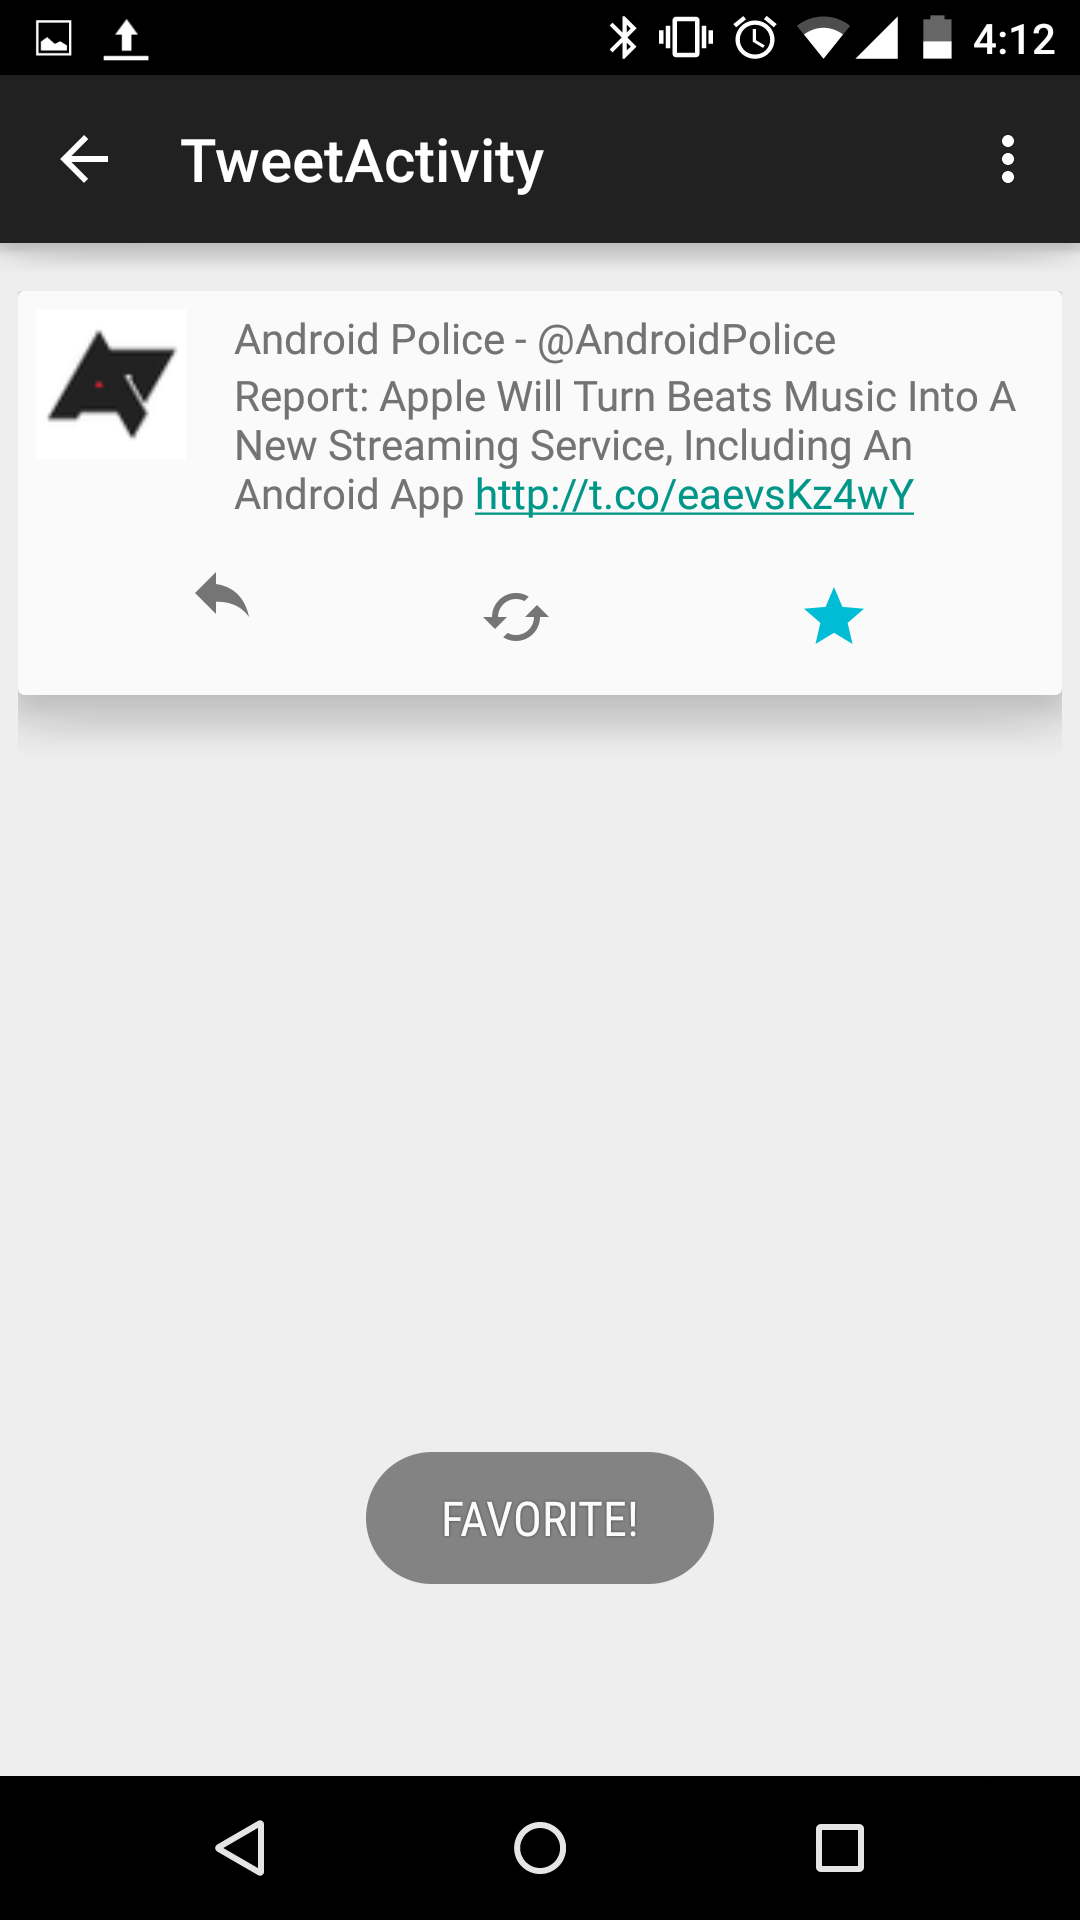 4:12
TweetActivity
Android Police - @AndroidPolice
Report: Apple Will Turn Beats Music Into A
New Streaming Service, Including An
Android App http://t.co/eaevsKz4wY
FAVORITE!